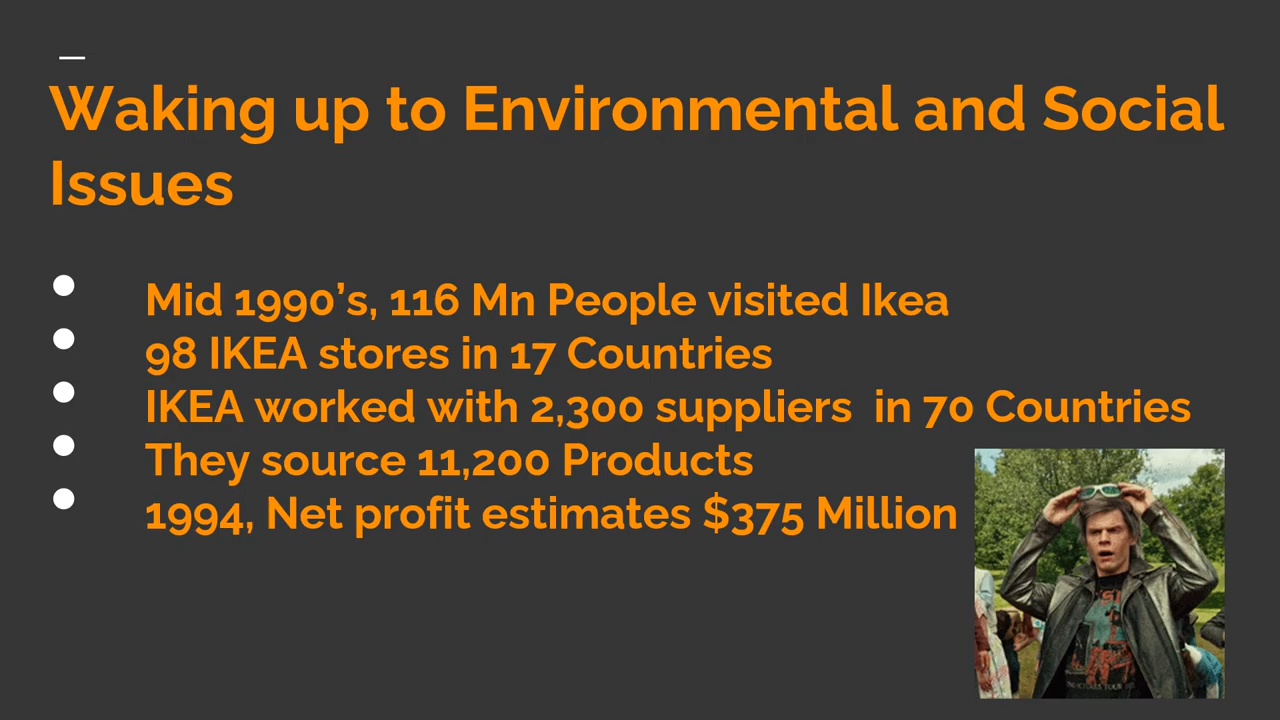 Waking up to Environmental and Social
Issues
Mid 1990's, 116 Mn People visited Ikea
98 IKEA stores in 17 Countries
IKEA worked with 2,300 suppliers  in 70 Countries
They source 11,200 Products
1994, Net profit estimates $375 Million